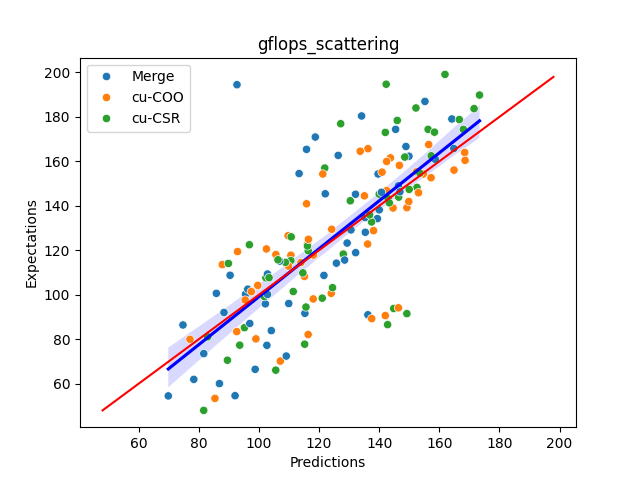 gflops_scattering
Merge
cu-COO
cu-CSR
Expectations
200
180
160
140
120
100
80
60
60 80 100 120 140 160 180 200
Predictions